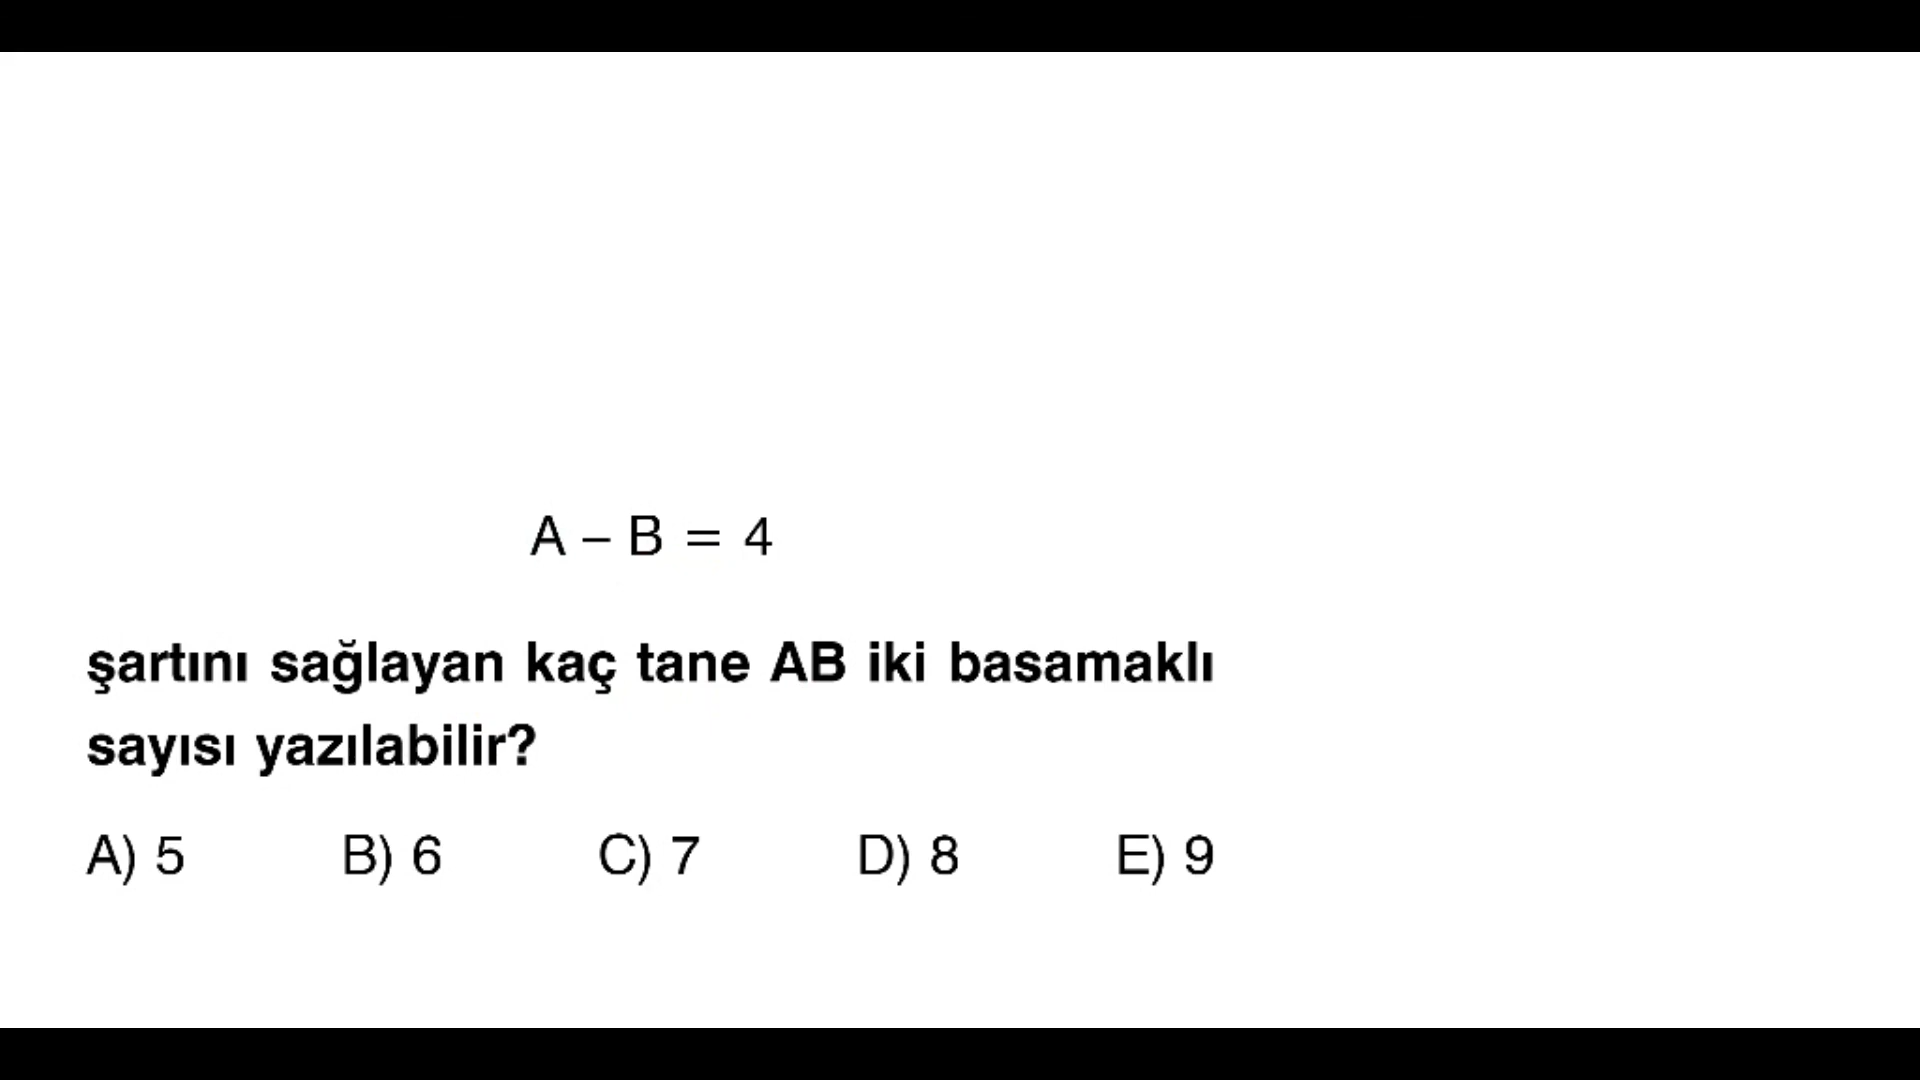 A – B = 4
şartını sağlayan kaç tane AB iki basamaklı
sayısı yazılabilir?
A) 5 B) 6 C) 7 D) 8 E) 9